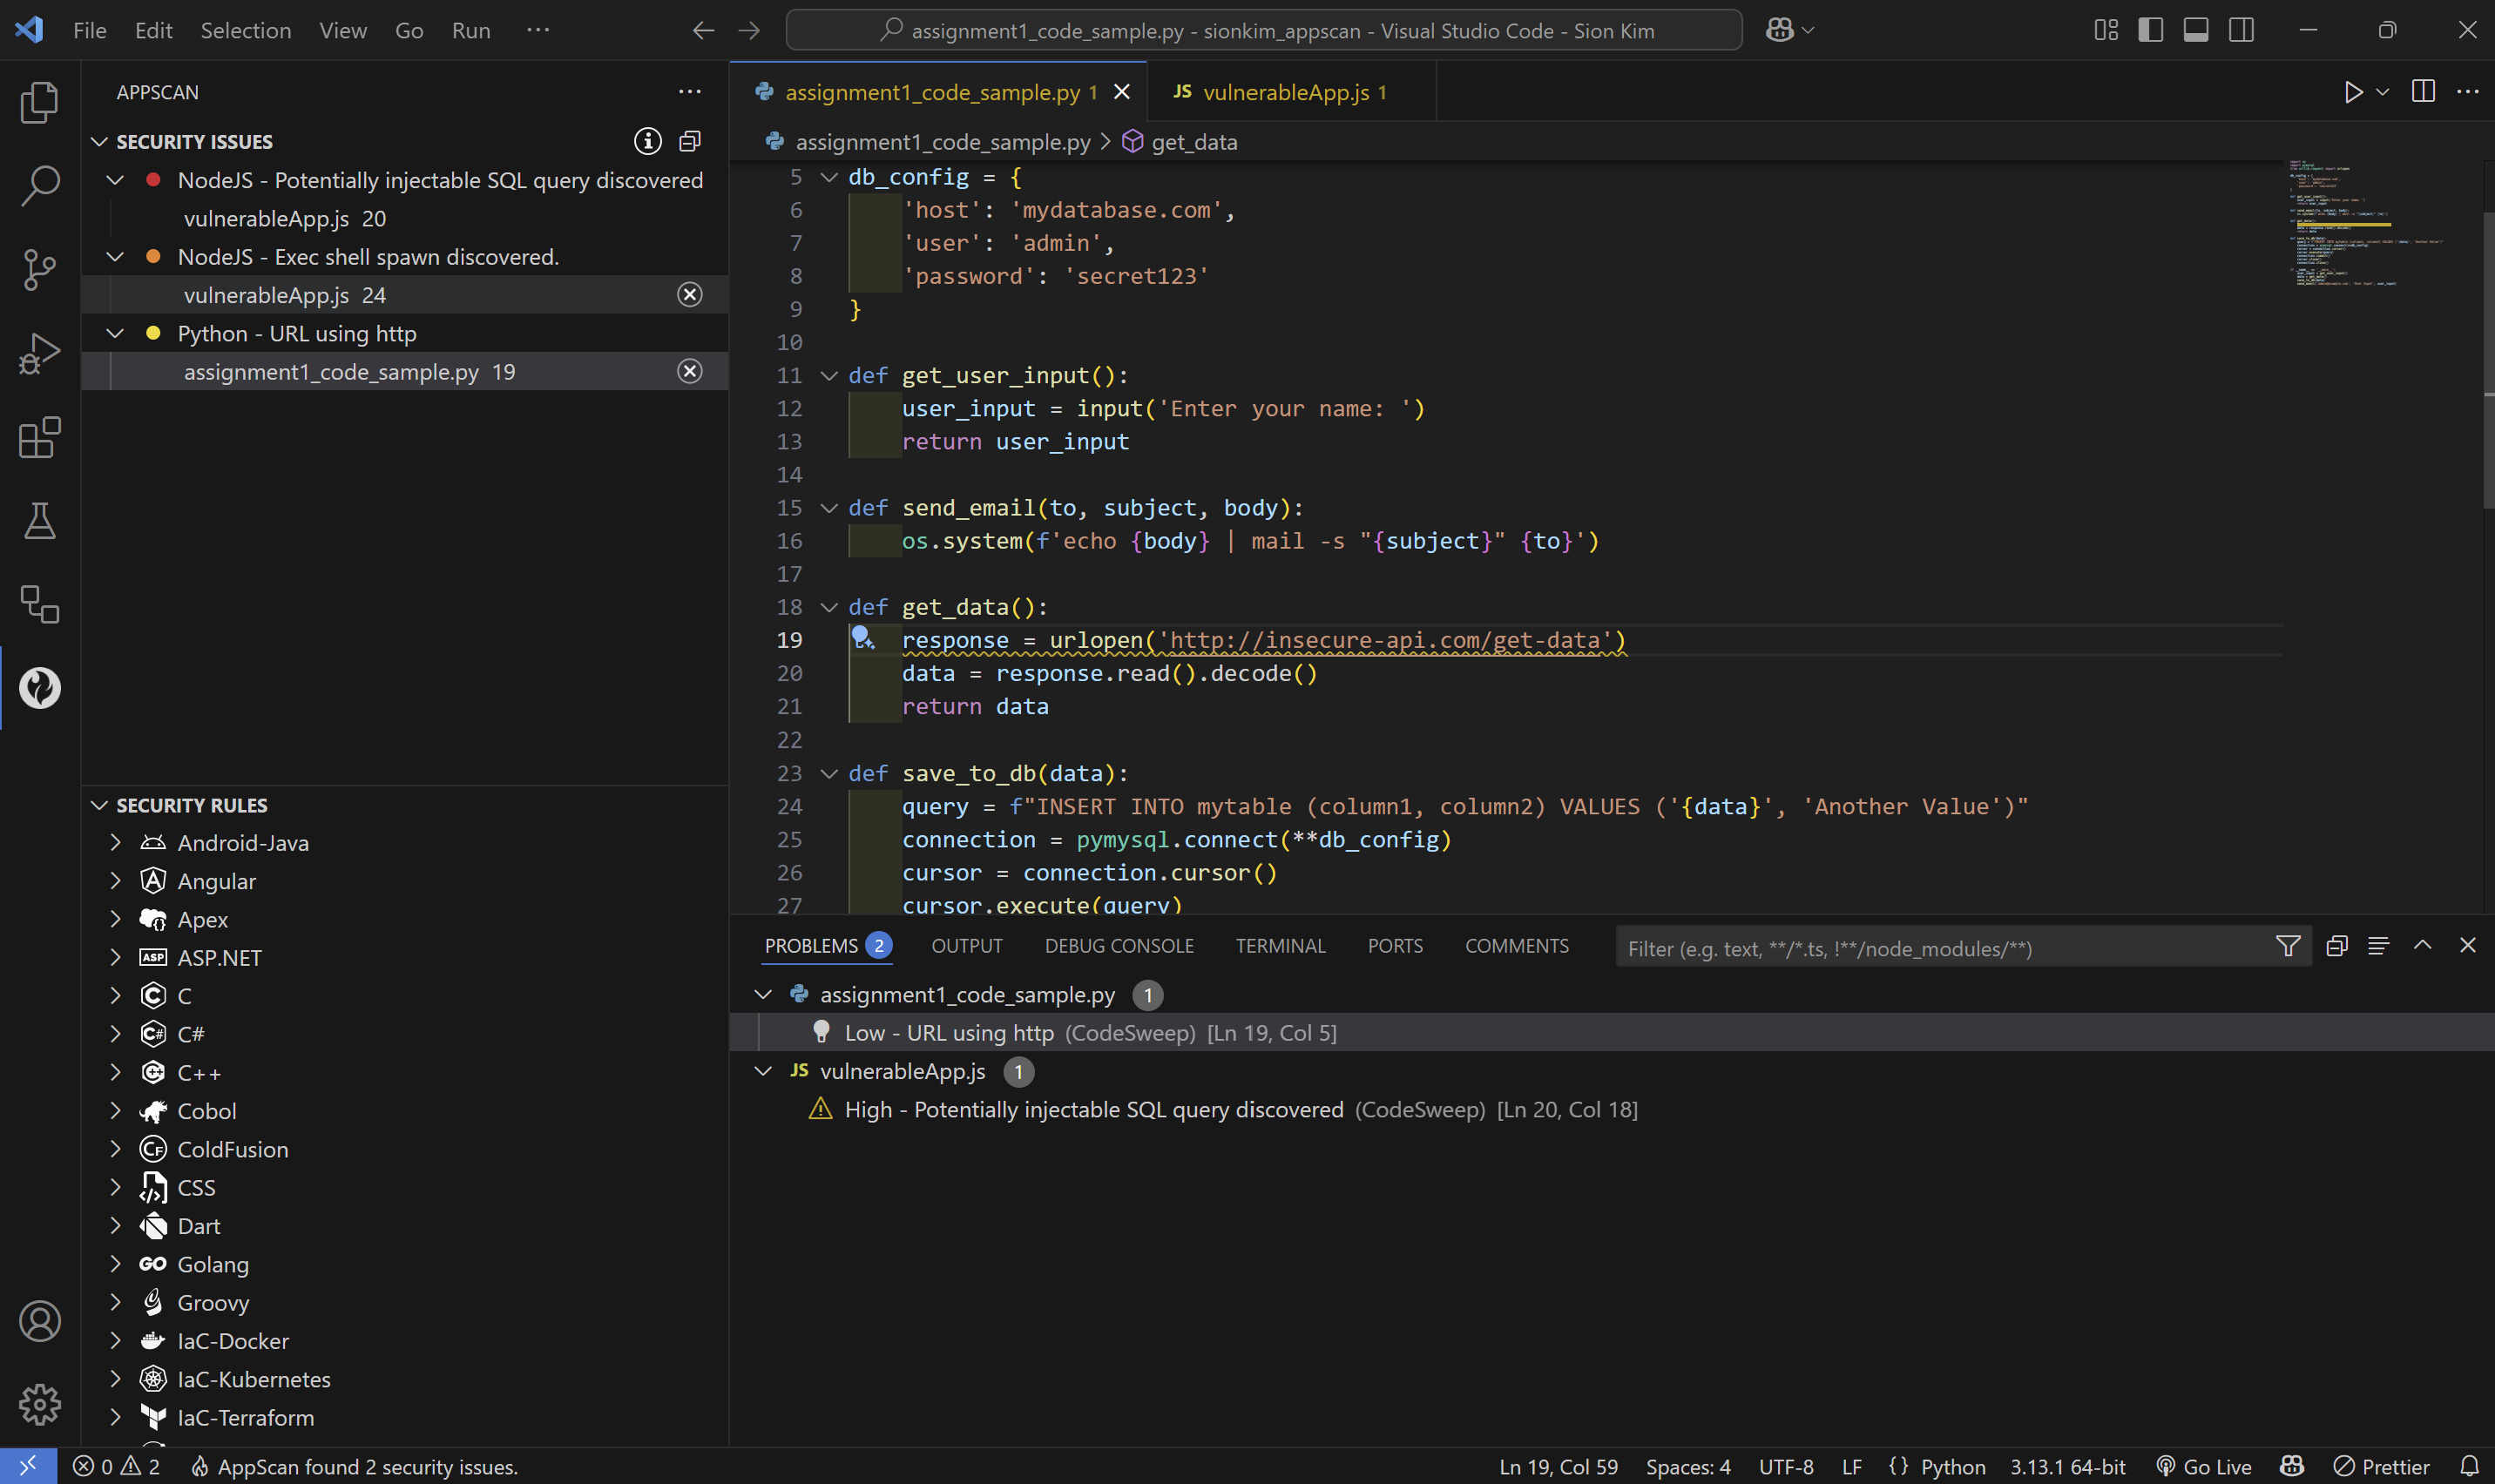 File Edit Selection View Go Run ···
assignment1_code_sample.py - sionkim_appscan - Visual Studio Code - Sion Kim
APPSCAN
SECURITY ISSUES
NodeJS - Potentially injectable SQL query discovered
vulnerableApp.js 20
NodeJS - Exec shell spawn discovered.
vulnerableApp.js 24
Python - URL using http
assignment1_code_sample.py 19
SECURITY RULES
Android-Java
Angular
Apex
ASP ASP.NET
C
C#
C++
Cobol
ColdFusion
CSS
Dart
GO Golang
Groovy
IaC-Docker
IaC-Kubernetes
IaC-Terraform
assignment1_code_sample.py 1
JS vulnerableApp.js 1
assignment1_code_sample.py > get_data
5 db_config = {
6 'host': 'mydatabase.com',
7 'user': 'admin',
8 'password': 'secret123'
9 }
10
11 def get_user_input():
12 user_input = input('Enter your name: ')
13 return user_input
14
15 def send_email(to, subject, body):
16 os.system(f'echo {body} | mail -s "{subject}" {to}')
17
18 def get_data():
19 response = urlopen('http://insecure-api.com/get-data')
20 data = response.read().decode()
21 return data
22
23 def save_to_db(data):
24 query = f"INSERT INTO mytable (column1, column2) VALUES ('{data}', 'Another Value')"
25 connection = pymysql.connect(**db_config)
26 cursor = connection.cursor()
27 cursor.execute(query)
PROBLEMS 2 OUTPUT DEBUG CONSOLE TERMINAL PORTS COMMENTS
Filter (e.g. text, **/*.ts, !**/node_modules/**)
assignment1_code_sample.py 1
Low - URL using http (CodeSweep) [Ln 19, Col 5]
JS vulnerableApp.js 1
High - Potentially injectable SQL query discovered (CodeSweep) [Ln 20, Col 18]
0 2 AppScan found 2 security issues.
Ln 19, Col 59 Spaces: 4 UTF-8 LF {} Python 3.13.1 64-bit Go Live Prettier